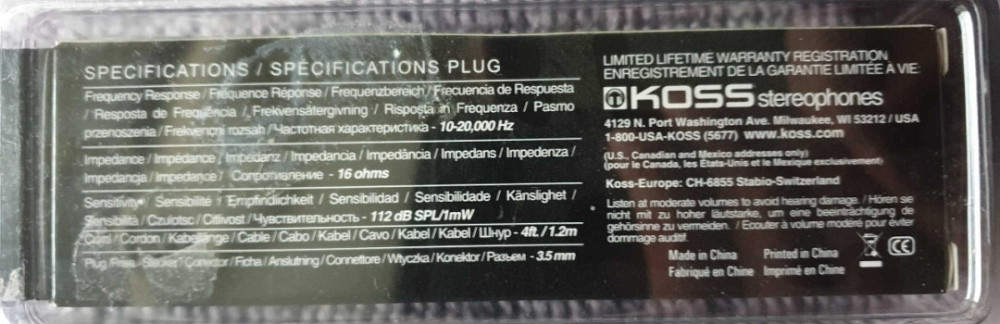 SPECIFICATIONS / SPÉCIFICATIONS PLUG
Frequency Response / Fréquence Réponse / Frequenzbereich / Frecuencia de Respuesta
/ Resposta de Frequência / Frekvensåtergivning / Risposta in Frequenza / Pasmo
przenoszenia / Frekvencni rozsah / Частотная характеристика - 10-20,000 Hz
Impedance / Impédance / Impedanz / Impedancia / Impedância / Impedans / Impedenza /
Impedancja / Impedance / Сопротивление - 16 ohms
Sensitivity / Sensibilité / Empfindlichkeit / Sensibilidad / Sensibilidade / Känslighet /
Sensibilità / Czulotsc / Citlivost / Чувствительность - 112 dB SPL/1mW
Cord / Cordon / Kabellänge / Cable / Cabo / Kabel / Cavo / Kabel / Kabel / Шнур - 4ft. / 1.2m
Plug Prise / Stecker / Conector / Ficha / Anslutning / Connettore / Wtyczka / Konektor / Разъем - 3.5 mm
LIMITED LIFETIME WARRANTY REGISTRATION
ENREGISTREMENT DE LA GARANTIE LIMITÉE À VIE:
KOSS stereophones
4129 N. Port Washington Ave. Milwaukee, WI 53212 / USA
1-800-USA-KOSS (5677) www.koss.com
(U.S., Canadian and Mexico addresses only)
(pour le Canada, les États-Unis et le Mexique exclusivement)
Koss-Europe: CH-6855 Stabio-Switzerland
Listen at moderate volumes to avoid hearing damage. / Hören sie
nicht mit zu hoher läutstarke, um eine beeinträchtigung de
gehörsinne zu vermeiden. / Ecouter à volume modéré pour éviter
dommage auditif.
Made in China Printed in China
Fabriqué en Chine Imprimé en Chine
CE